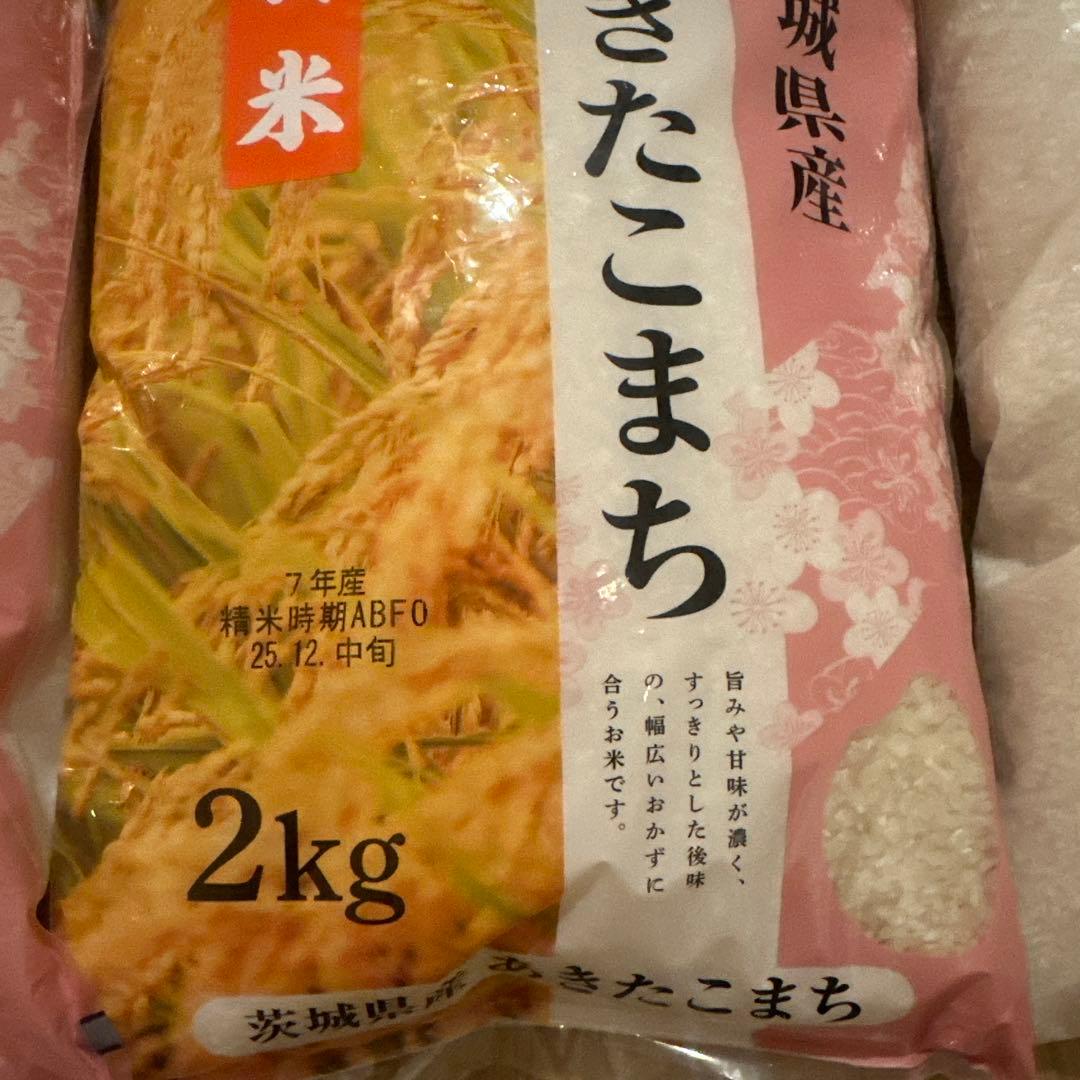 城県産
きたこまち
米
7年産
精米時期ABF0
25.12.中旬
2kg
旨みや甘味が濃く、
すっきりとした後味
の、幅広いおかずに
合うお米です。
茨城県産 あきたこまち